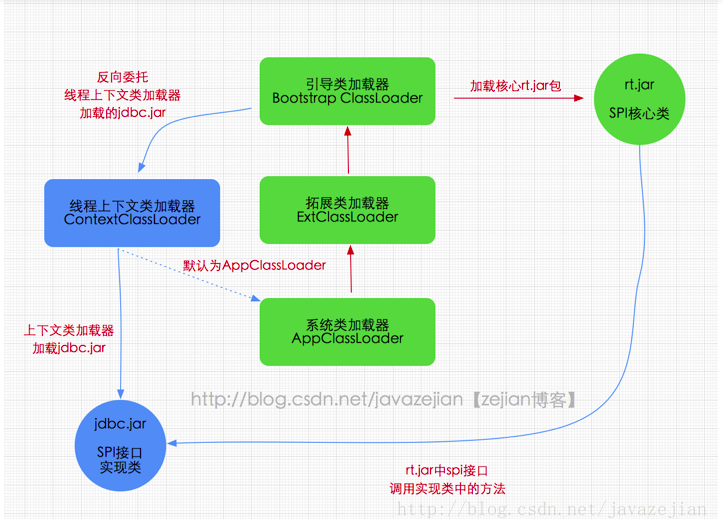 反向委托
线程上下文类加载器
加载的jdbc.jar
引导类加载器
Bootstrap ClassLoader
加载核心rt.jar包
rt.jar
SPI核心类
线程上下文类加载器
ContextClassLoader
拓展类加载器
ExtClassLoader
默认为AppClassLoader
系统类加载器
AppClassLoader
上下文类加载器
加载jdbc.jar
http://blog.csdn.net/javazejian【zejian博客】
jdbc.jar
SPI接口
实现类
rt.jar中spi接口
调用实现类中的方法
http://blog.csdn.net/javazejian